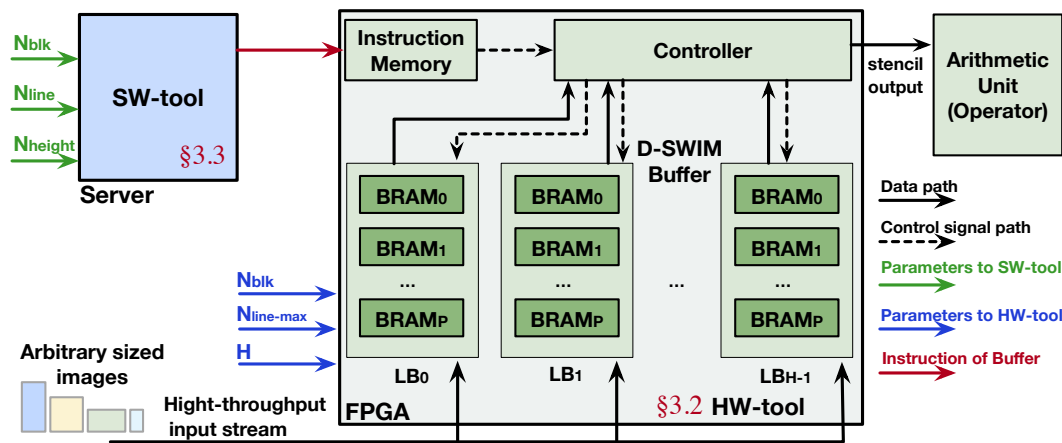 Nblk
Nline
Nheight
SW-tool
§3.3
Server
Instruction
Memory
Controller
stencil
output
Arithmetic
Unit
(Operator)
D-SWIM
Buffer
BRAM0
BRAM1
...
BRAMP
BRAM0
BRAM1
...
BRAMP
...
BRAM0
BRAM1
...
BRAMP
LB0
LB1
LBH-1
FPGA
§3.2 HW-tool
Nblk
Nline-max
H
Arbitrary sized
images
Hight-throughput
input stream
Data path
Control signal path
Parameters to SW-tool
Parameters to HW-tool
Instruction of Buffer